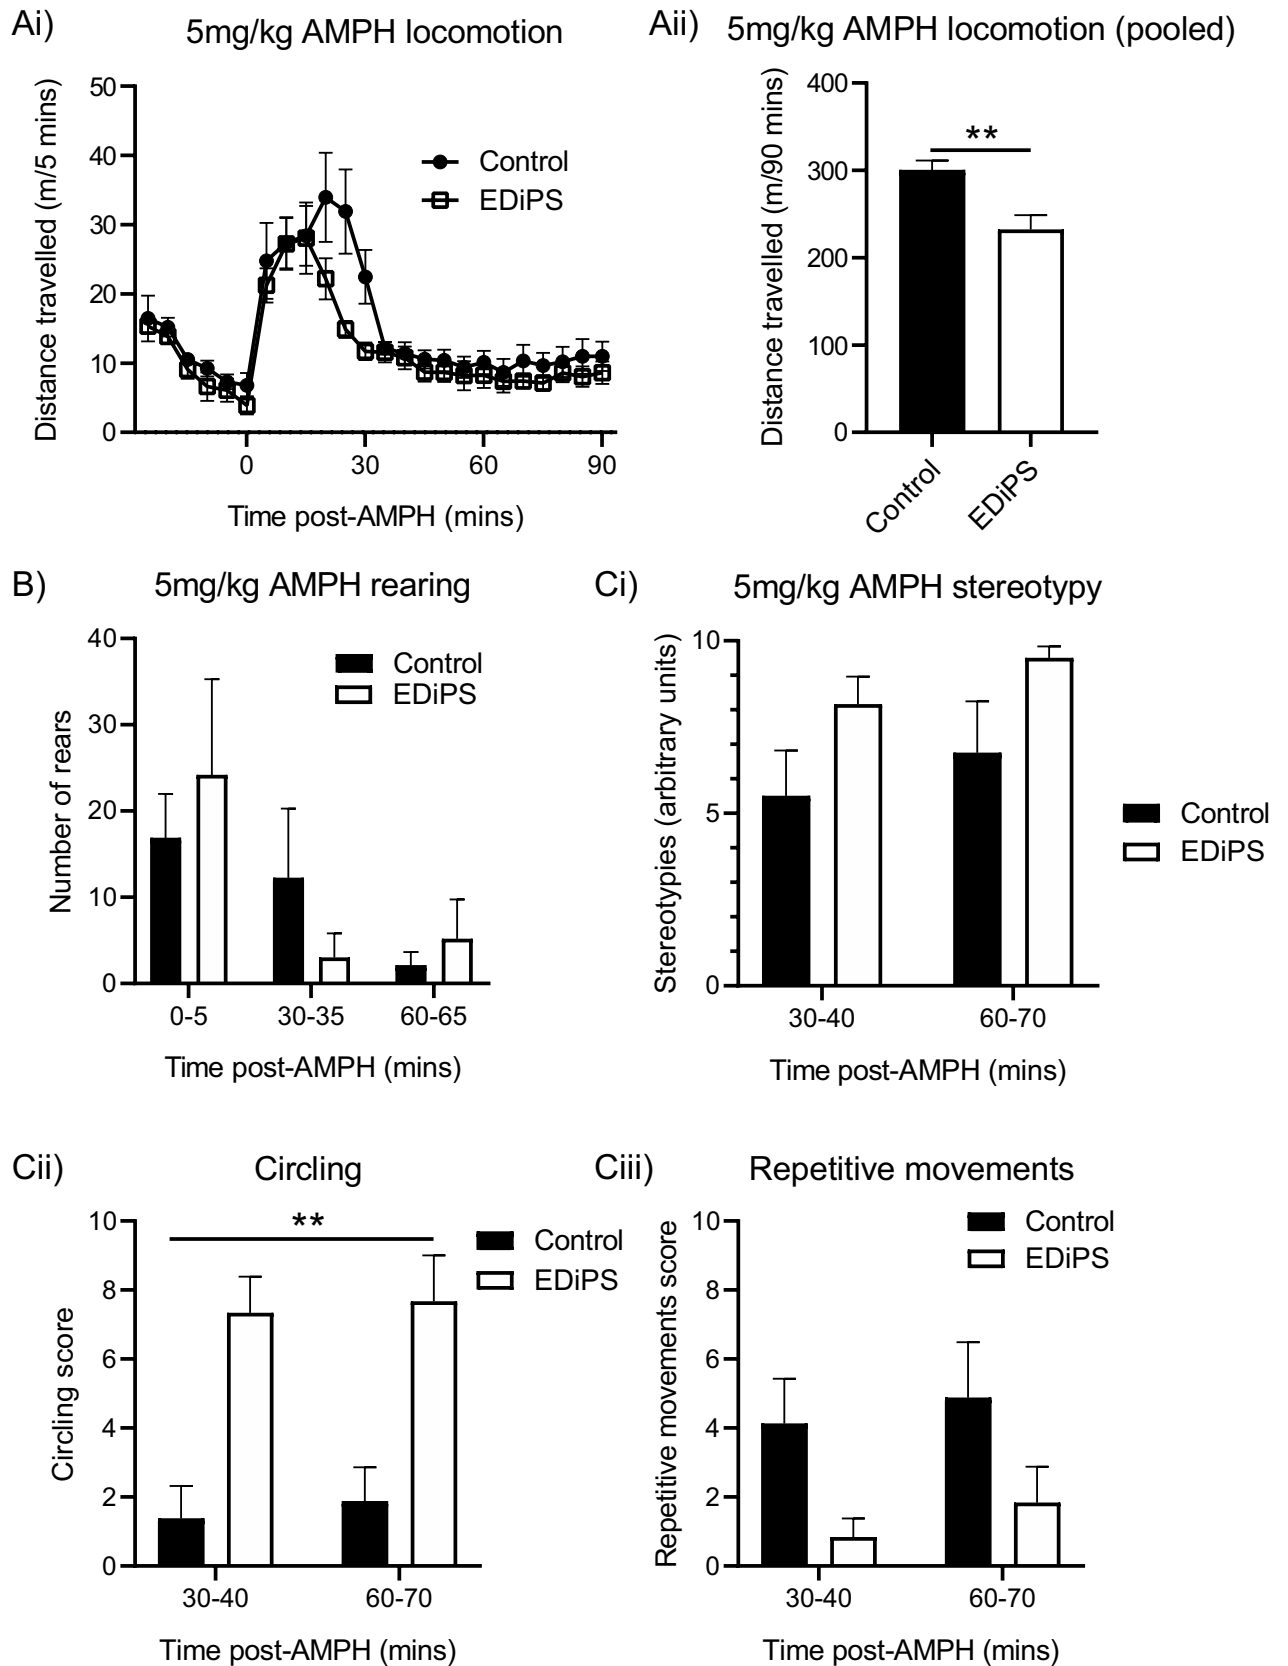 Ai)
5mg/kg AMPH locomotion
Distance travelled (m/5 mins)
50
40
30
20
10
0
Control
EDiPS
0
30
60
90
Time post-AMPH (mins)
Aii)
5mg/kg AMPH locomotion (pooled)
Distance travelled (m/90 mins)
400
300
200
100
0
**
Control
EDiPS
B)
5mg/kg AMPH rearing
Number of rears
40
30
20
10
0
Control
EDiPS
0-5
30-35
60-65
Time post-AMPH (mins)
Ci)
5mg/kg AMPH stereotypy
Stereotypies (arbitrary units)
10
5
0
Control
EDiPS
30-40
60-70
Time post-AMPH (mins)
Cii)
Circling
Circling score
10
8
6
4
2
0
**
Control
EDiPS
30-40
60-70
Time post-AMPH (mins)
Ciii)
Repetitive movements
Repetitive movements score
10
8
6
4
2
0
Control
EDiPS
30-40
60-70
Time post-AMPH (mins)